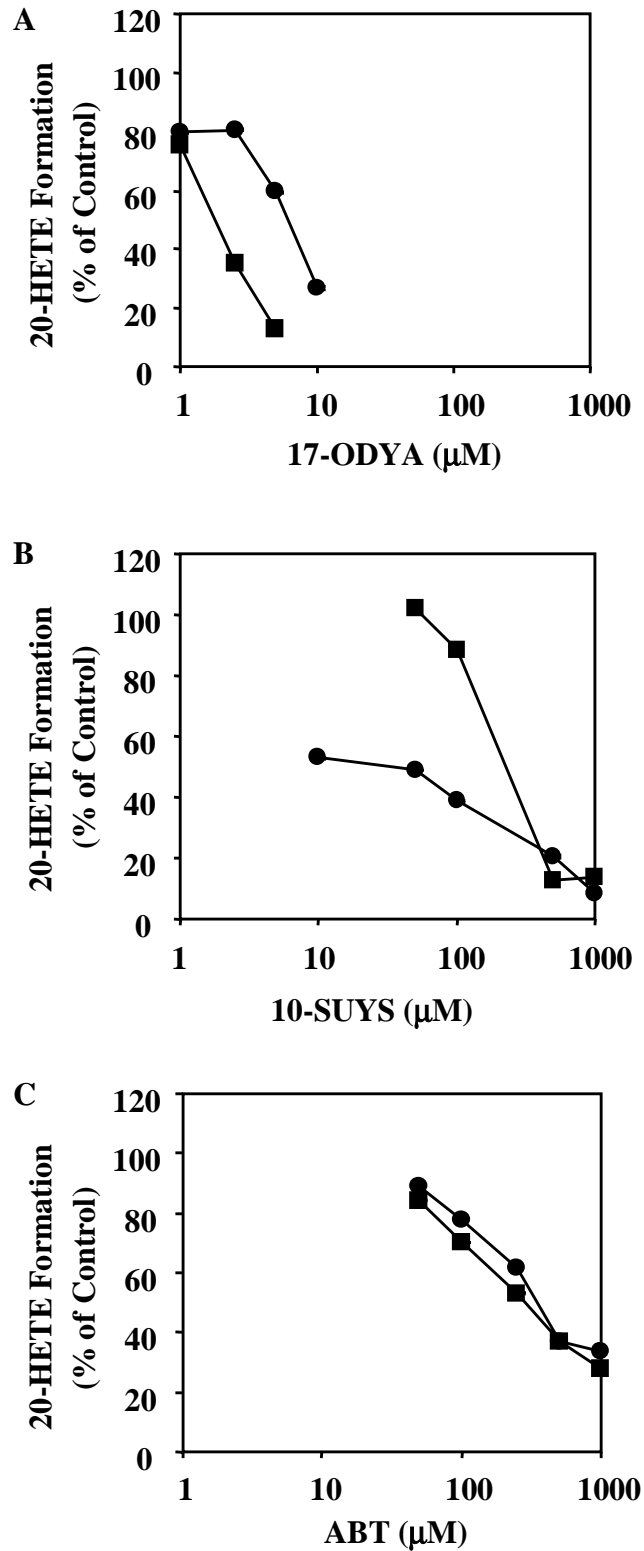 A
20-HETE Formation
(% of Control)
120
100
80
60
40
20
0
1 10 100 1000
17-ODYA (μM)
B
20-HETE Formation
(% of Control)
120
100
80
60
40
20
0
1 10 100 1000
10-SUYS (μM)
C
20-HETE Formation
(% of Control)
120
100
80
60
40
20
0
1 10 100 1000
ABT (μM)